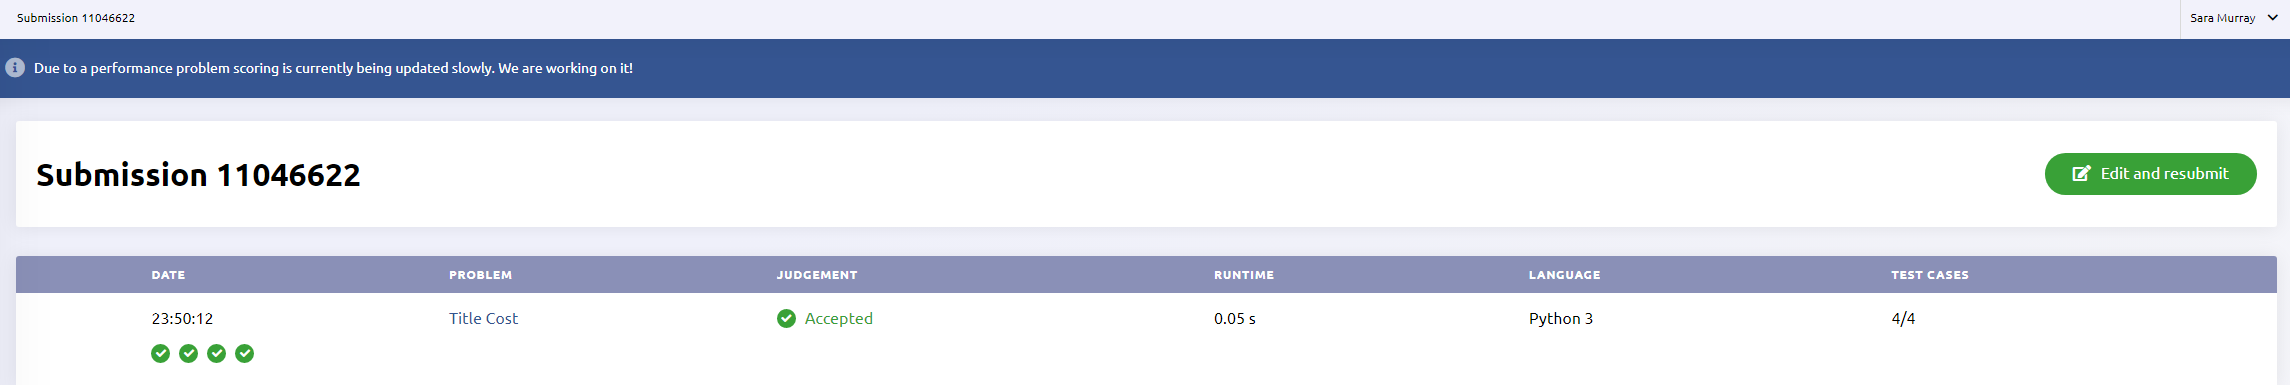 Submission 11046622
Sara Murray
Due to a performance problem scoring is currently being updated slowly. We are working on it!
Submission 11046622
Edit and resubmit
DATE PROBLEM JUDGEMENT RUNTIME LANGUAGE TEST CASES
23:50:12 Title Cost Accepted 0.05 s Python 3 4/4